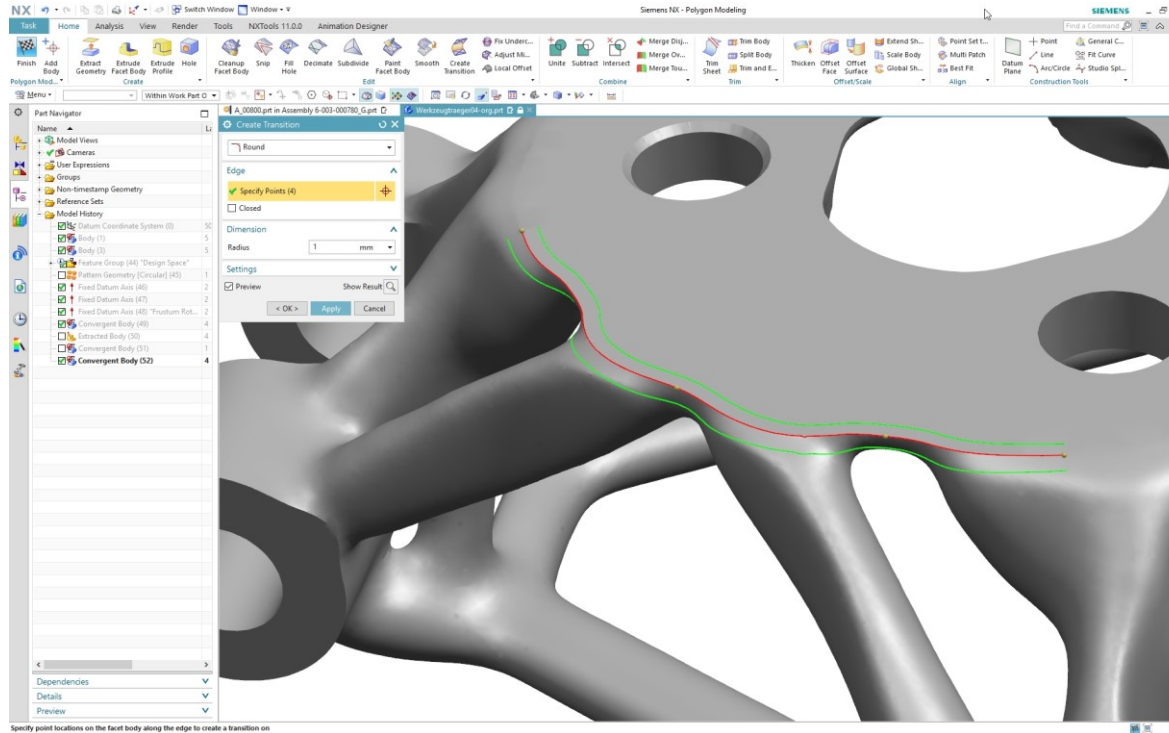 NX Switch Window Window Siemens NX - Polygon Modeling SIEMENS
Task Home Analysis View Render Tools NXTools 11.0.0 Animation Designer Find a Command
Finish Polygon Mod...
Add Body
Extract Geometry
Extrude Facet Body
Extrude Profile
Hole
Create
Cleanup Facet Body
Snip
Fill Hole
Decimate
Subdivide
Paint Facet Body
Smooth
Create Transition
Fix Underc...
Adjust Mi...
Local Offset
Edit
Unite
Subtract
Intersect
Merge Disj...
Merge Ov...
Merge Tou...
Combine
Trim Sheet
Trim Body
Split Body
Trim and E...
Trim
Thicken
Offset Face
Offset Surface
Extend Sh...
Scale Body
Global Sh...
Offset/Scale
Point Set t...
Multi Patch
Best Fit
Align
Datum Plane
Point
Line
Arc/Circle
General C...
Fit Curve
Studio Spl...
Construction Tools
Menu Within Work Part O
Part Navigator
A_00800.prt in Assembly 6-003-000780_G.prt
Werkzeugtraeger04-org.prt
Name
Model Views
Cameras
User Expressions
Groups
Non-timestamp Geometry
Reference Sets
Model History
Datum Coordinate System (0)
Body (1) 5
Body (3) 5
Feature Group (44) "Design Space"
Pattern Geometry [Circular] (45) 1
Fixed Datum Axis (46) 2
Fixed Datum Axis (47) 2
Fixed Datum Axis (48) "Frustum Rot... 2
Convergent Body (49) 4
Extracted Body (50) 4
Convergent Body (51) 1
Convergent Body (52) 4
Dependencies
Details
Preview
Create Transition
Round
Edge
Specify Points (4)
Closed
Dimension
Radius 1 mm
Settings
Preview Show Result
< OK > Apply Cancel
Specify point locations on the facet body along the edge to create a transition on